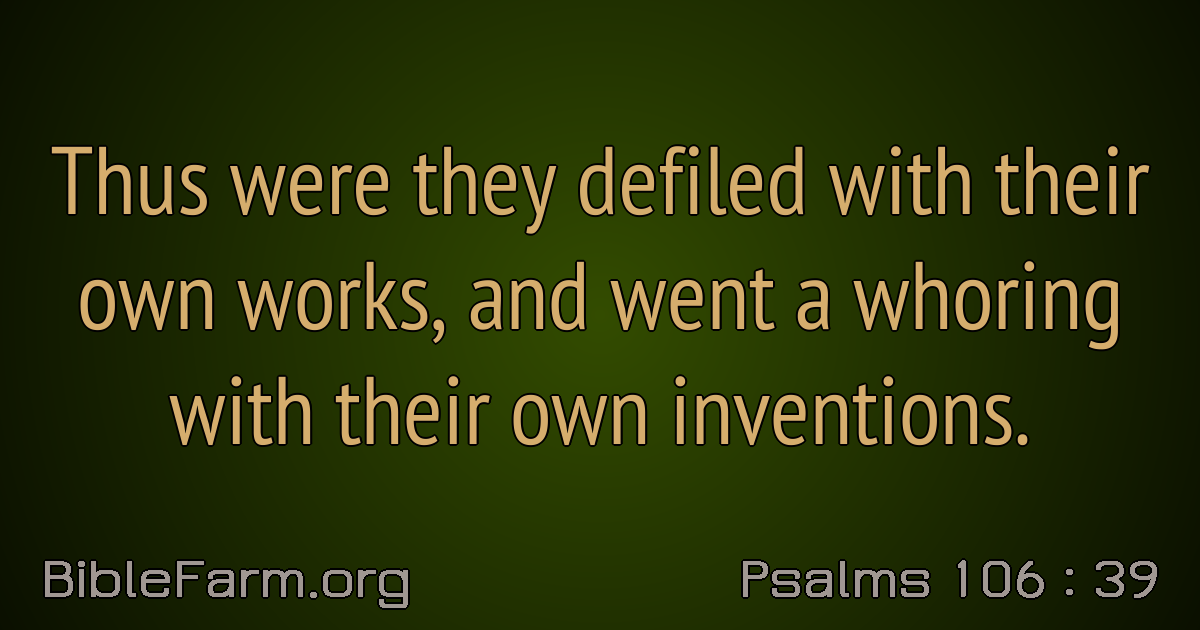 Thus were they defiled with their
own works, and went a whoring
with their own inventions.
BibleFarm.org
Psalms 106 : 39